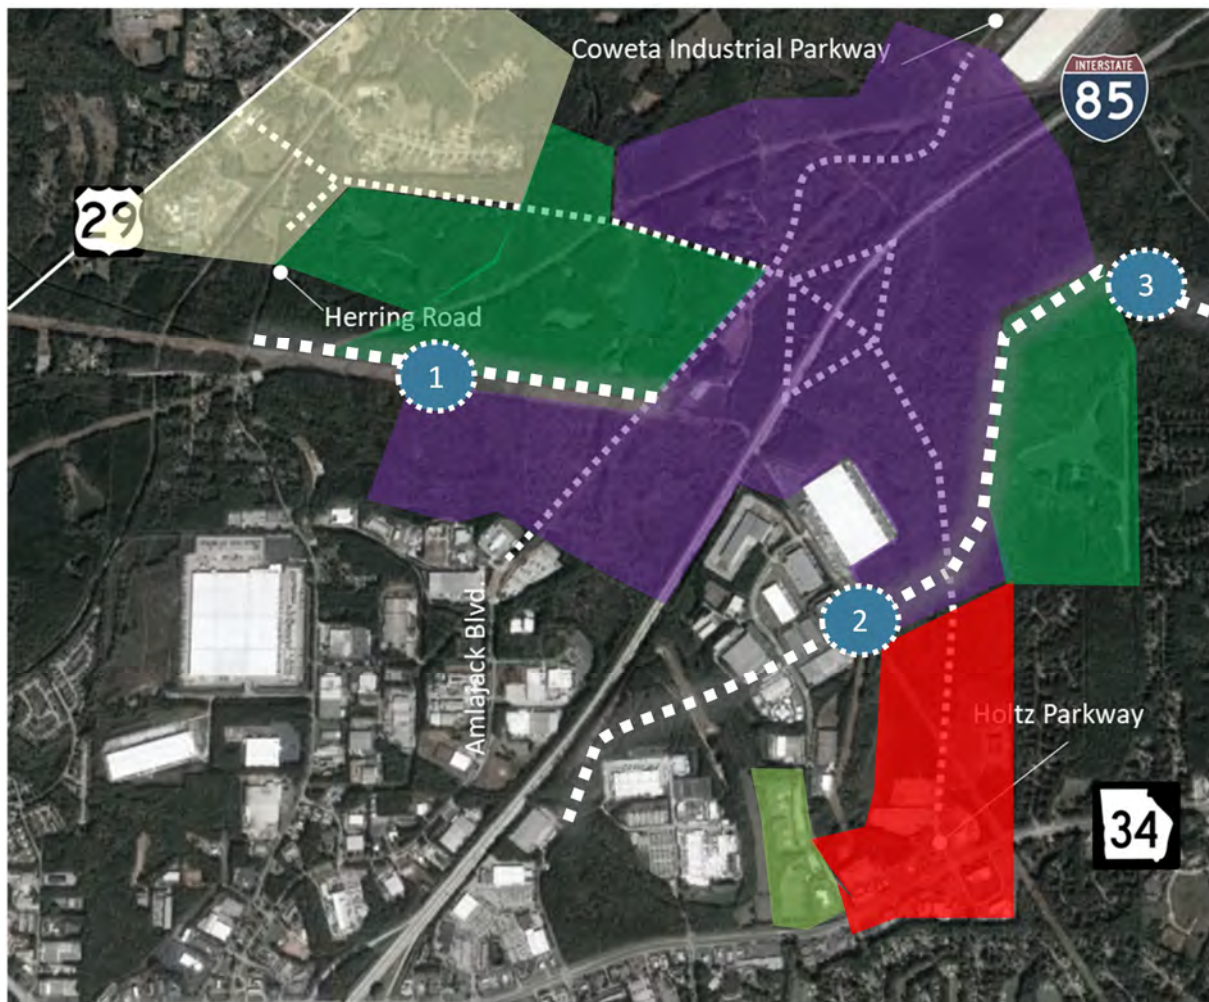 Coweta Industrial Parkway
INTERSTATE
85
29
3
Herring Road
1
2
Amlajack Blvd.
Holtz Parkway
34